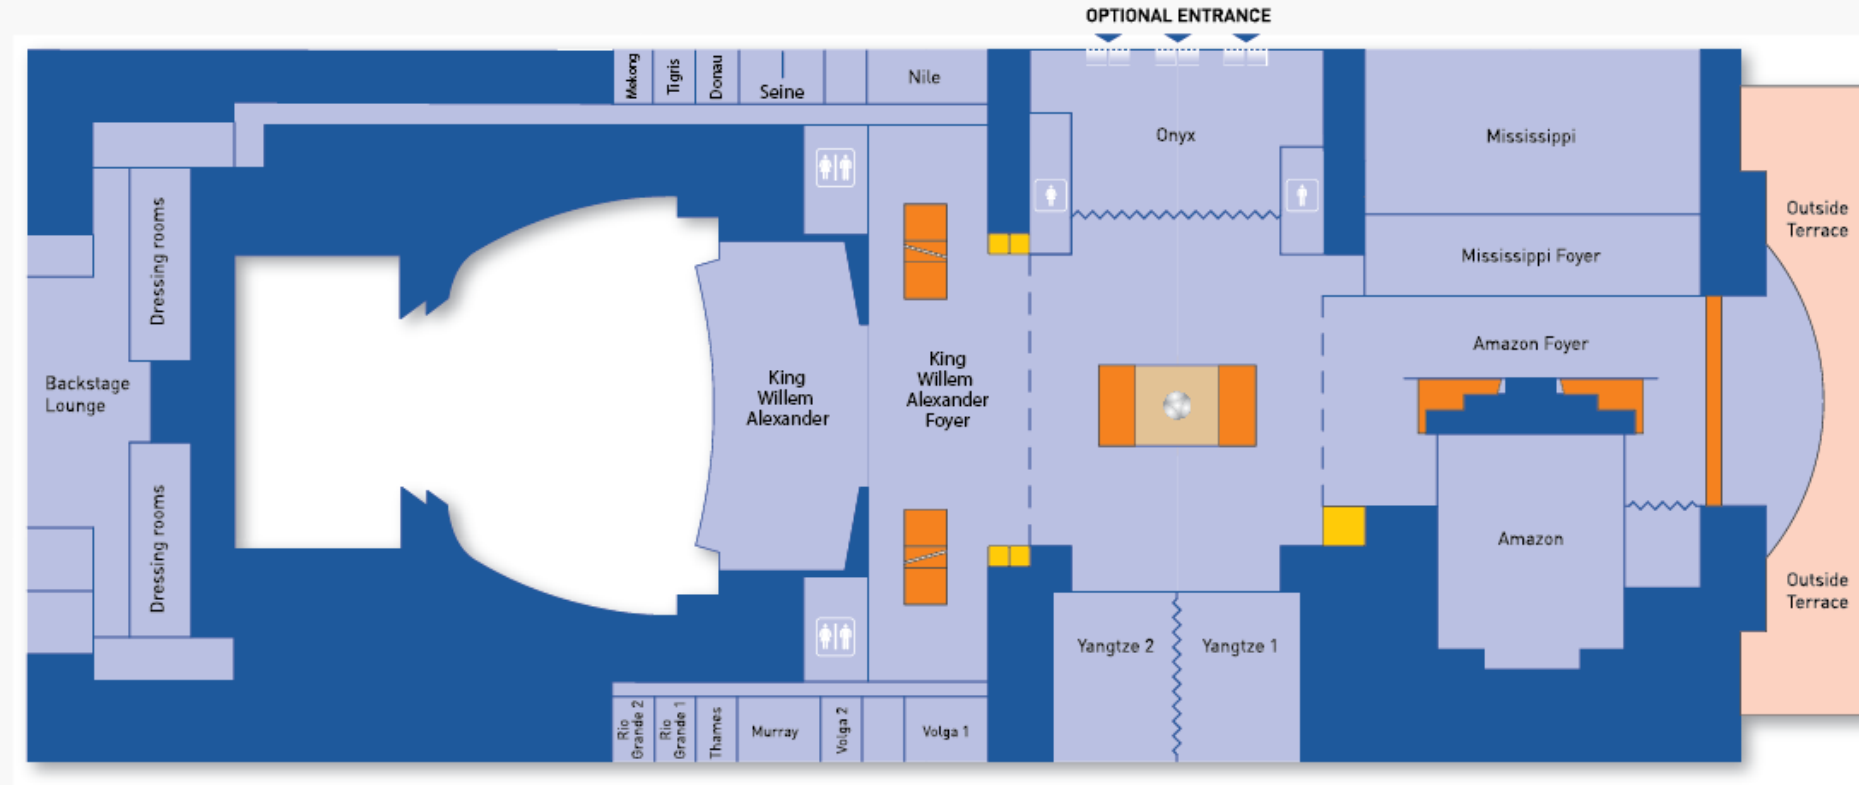 OPTIONAL ENTRANCE
Mekong
Tigris
Donau
Seine
Nile
Onyx
Mississippi
Outside
Terrace
Dressing rooms
Mississippi Foyer
Amazon Foyer
Backstage
Lounge
King
Willem
Alexander
King
Willem
Alexander
Foyer
Dressing rooms
Amazon
Outside
Terrace
Yangtze 2
Yangtze 1
Rio
Grande 2
Rio
Grande 1
Thames
Murray
Volga 2
Volga 1